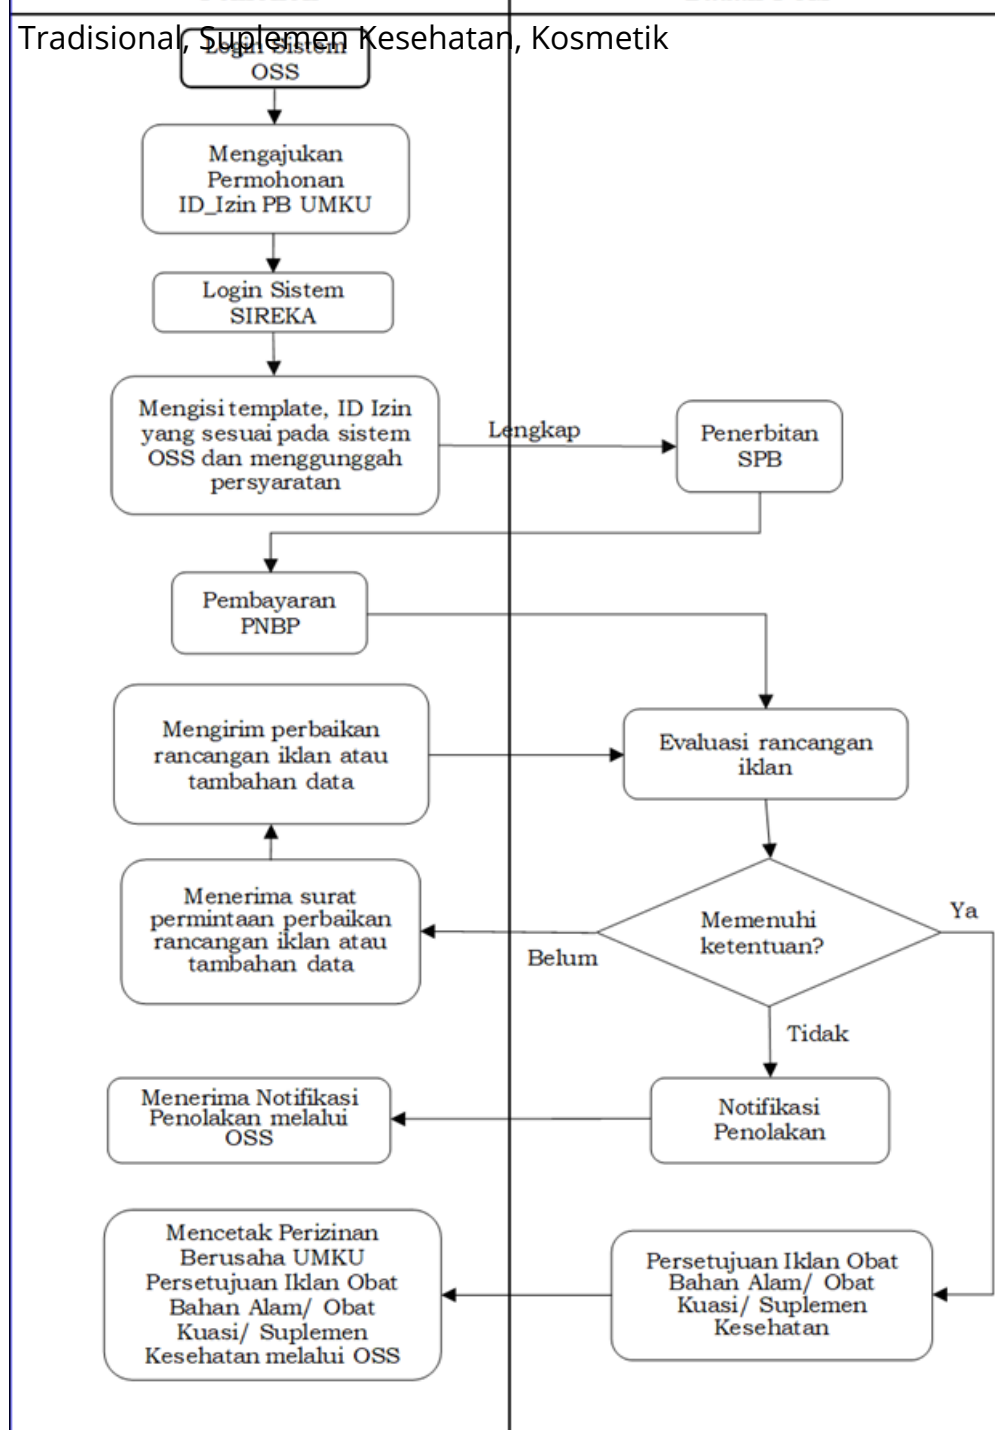 Tradisional, Suplemen Kesehatan, Kosmetik
Login Sistem
OSS
Mengajukan
Permohonan
ID_Izin PB UMKU
Login Sistem
SIREKA
Mengisi template, ID Izin
yang sesuai pada sistem
OSS dan menggunggah
persyaratan
Lengkap
Penerbitan
SPB
Pembayaran
PNBP
Mengirim perbaikan
rancangan iklan atau
tambahan data
Evaluasi rancangan
iklan
Menerima surat
permintaan perbaikan
rancangan iklan atau
tambahan data
Belum
Memenuhi
ketentuan?
Ya
Tidak
Menerima Notifikasi
Penolakan melalui
OSS
Notifikasi
Penolakan
Mencetak Perizinan
Berusaha UMKU
Persetujuan Iklan Obat
Bahan Alam/ Obat
Kuasi/ Suplemen
Kesehatan melalui OSS
Persetujuan Iklan Obat
Bahan Alam/ Obat
Kuasi/ Suplemen
Kesehatan